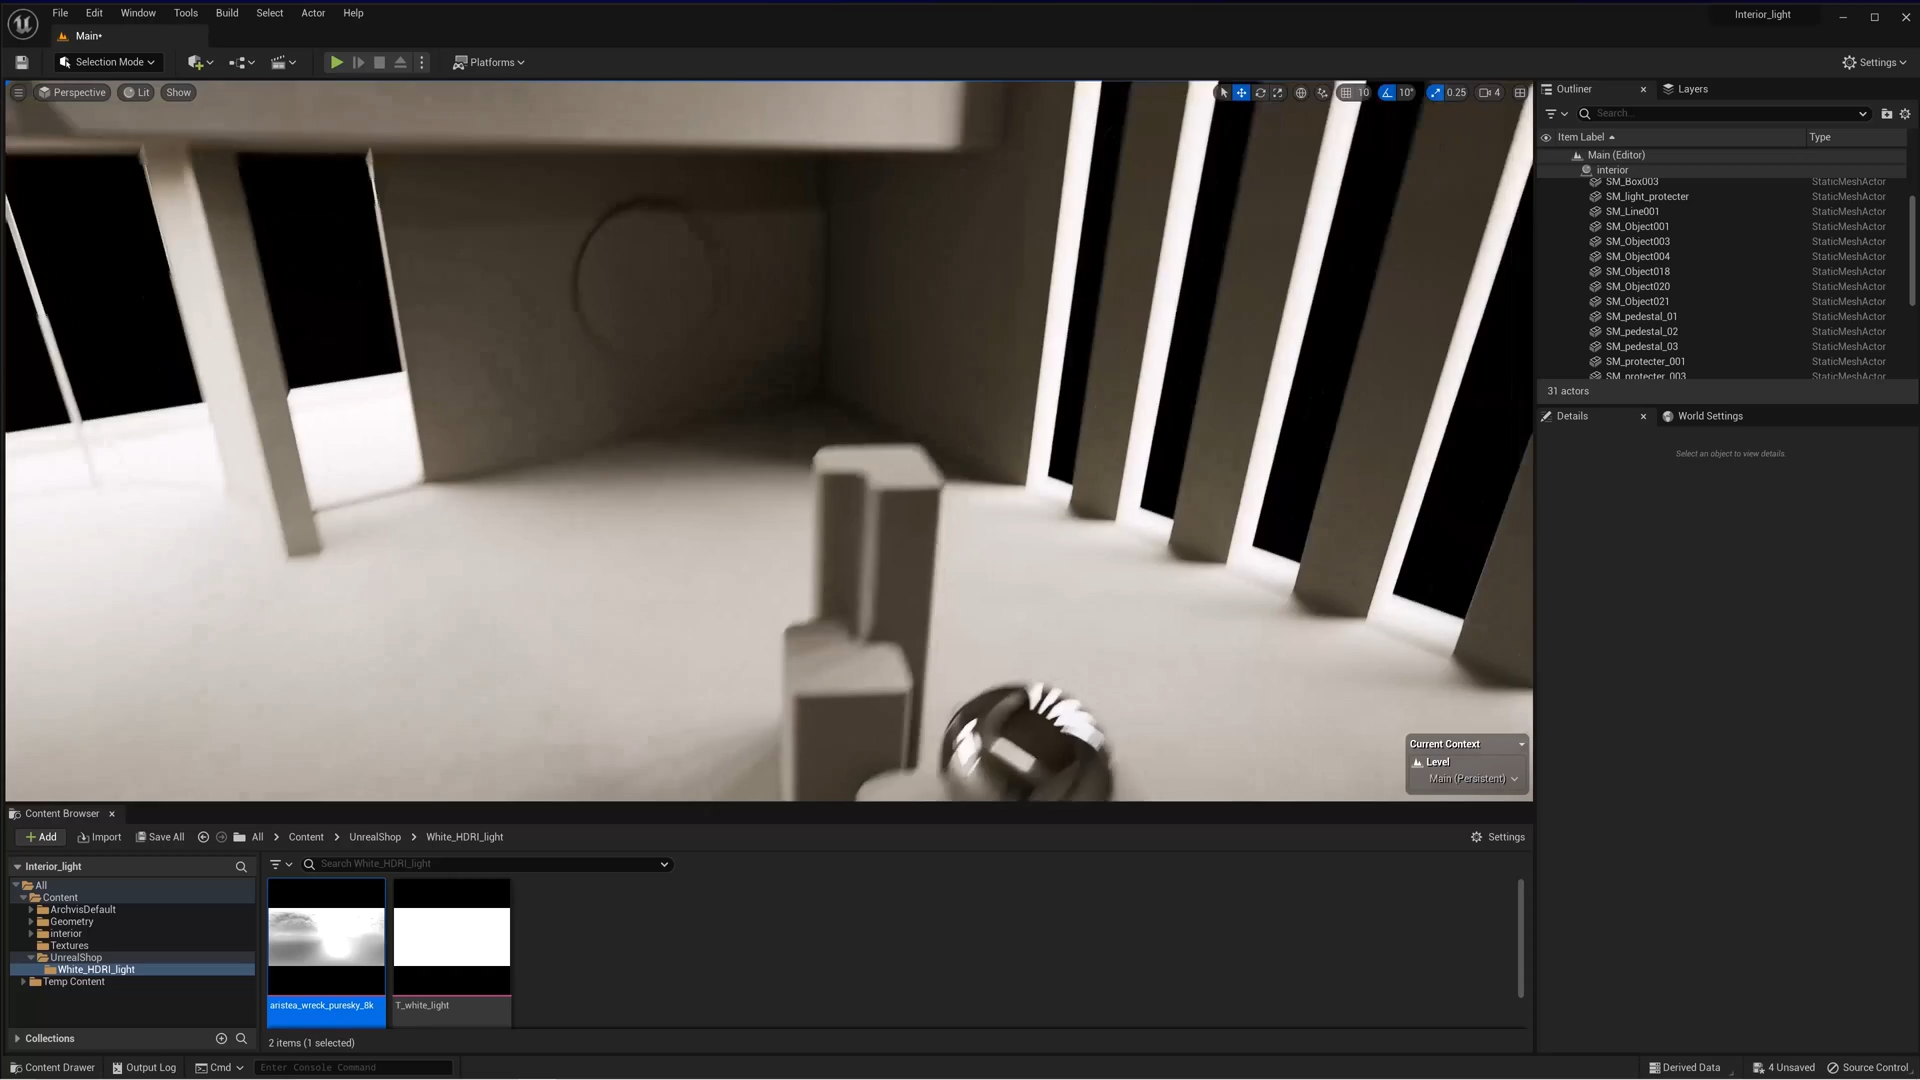 File Edit Window Tools Build Select Actor Help
Interior_light
Main•
Selection Mode
Platforms
Settings
Perspective Lit Show
10 10° 0.25 4
Outliner Layers
Search...
Item Label Type
Main (Editor)
interior
SM_Box003 StaticMeshActor
SM_light_protecter StaticMeshActor
SM_Line001 StaticMeshActor
SM_Object001 StaticMeshActor
SM_Object003 StaticMeshActor
SM_Object004 StaticMeshActor
SM_Object018 StaticMeshActor
SM_Object020 StaticMeshActor
SM_Object021 StaticMeshActor
SM_pedestal_01 StaticMeshActor
SM_pedestal_02 StaticMeshActor
SM_pedestal_03 StaticMeshActor
SM_protecter_001 StaticMeshActor
SM_protecter_003 StaticMeshActor
31 actors
Details World Settings
Select an object to view details.
Current Context
Level
Main (Persistent)
Content Browser
Add Import Save All All Content UnrealShop White_HDRI_light
Settings
Interior_light
Search White_HDRI_light
All
Content
ArchvisDefault
Geometry
interior
Textures
UnrealShop
White_HDRI_light
Temp Content
aristea_wreck_puresky_8k
T_white_light
Collections
2 items (1 selected)
Content Drawer Output Log Cmd Enter Console Command
Derived Data 4 Unsaved Source Control